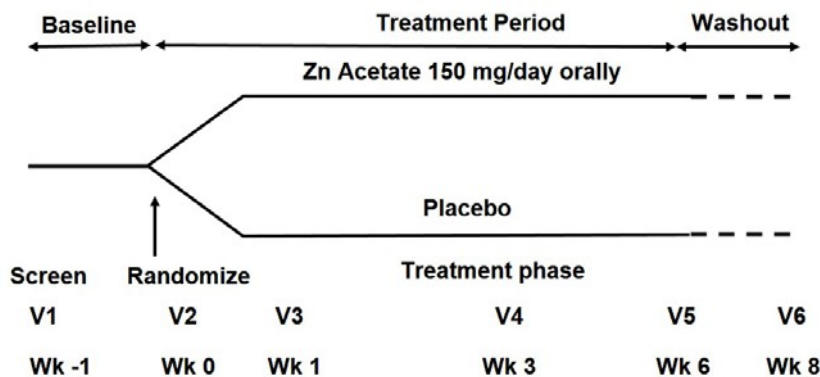 Baseline Treatment Period Washout
Zn Acetate 150 mg/day orally
Placebo
Treatment phase
Screen Randomize
V1 V2 V3 V4 V5 V6
Wk -1 Wk 0 Wk 1 Wk 3 Wk 6 Wk 8